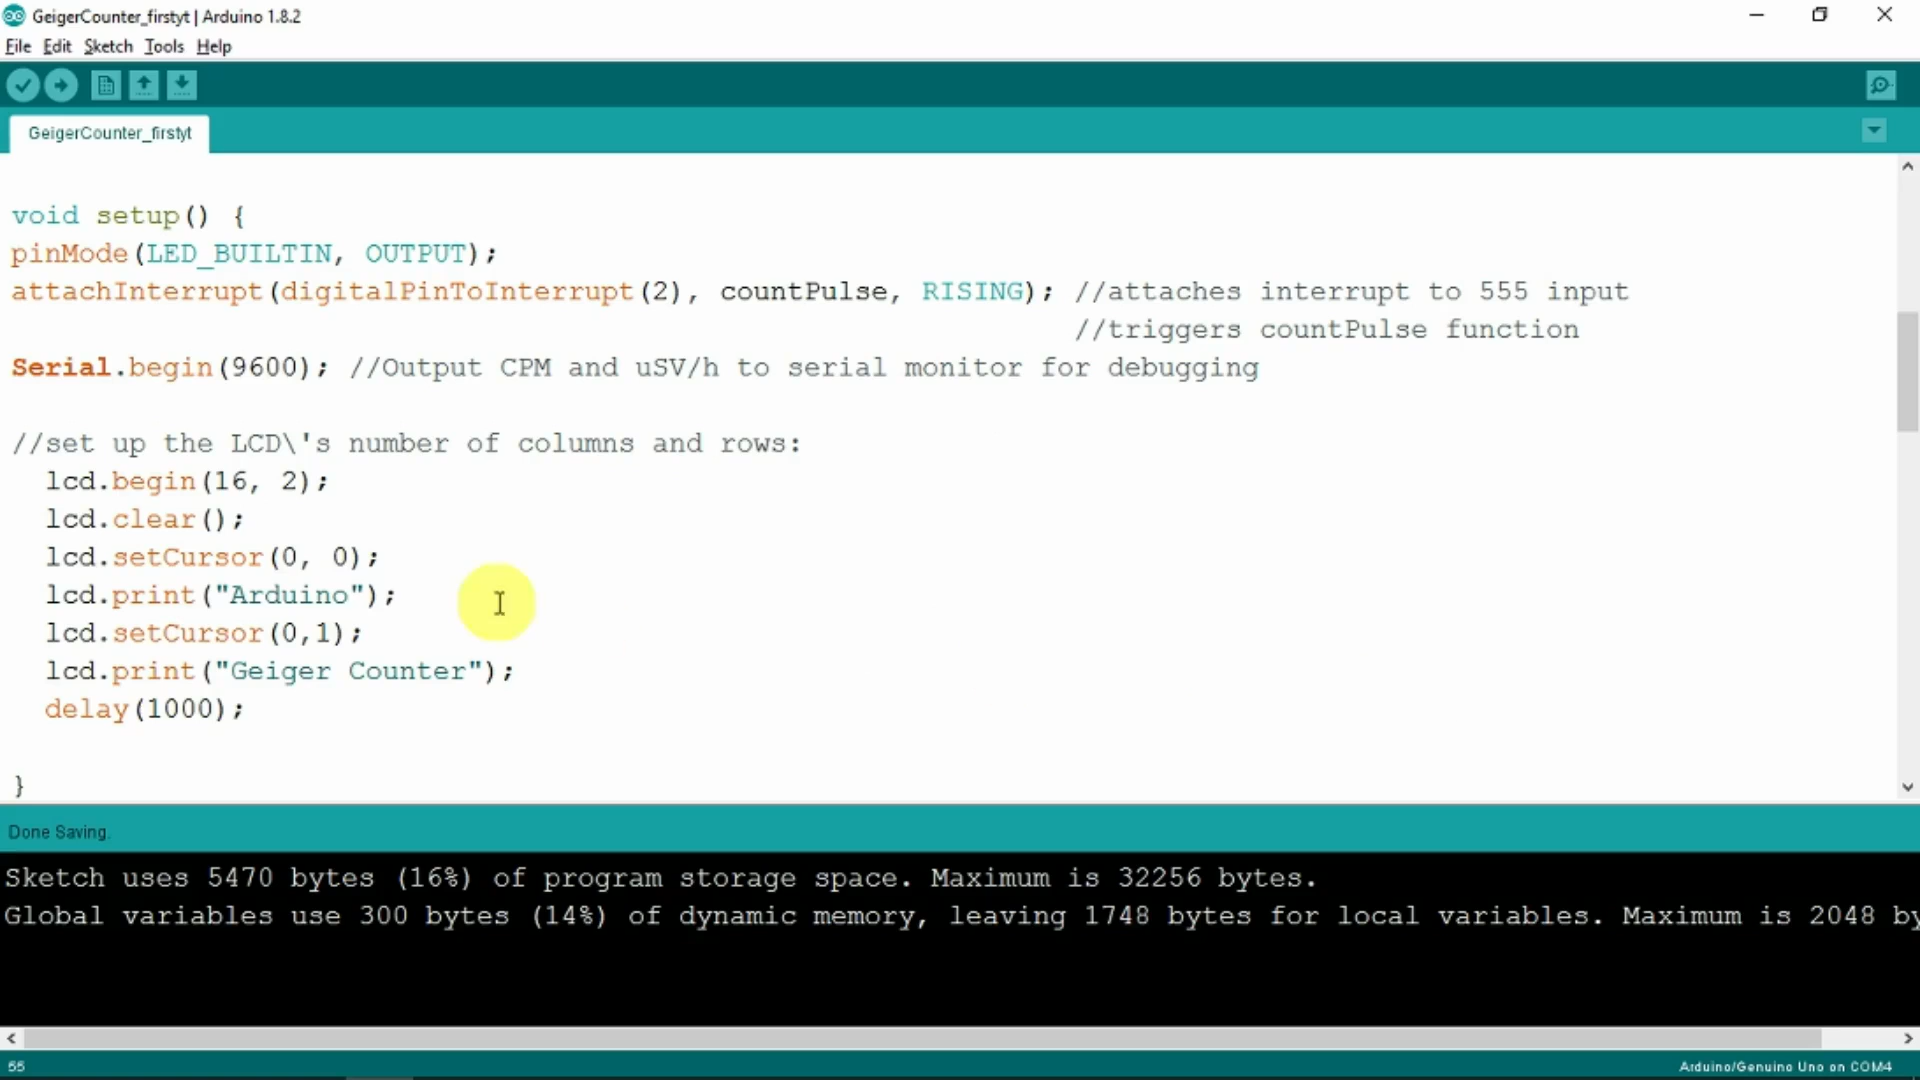 GeigerCounter_firstyt | Arduino 1.8.2
File Edit Sketch Tools Help
GeigerCounter_firstyt
void setup() {
pinMode(LED_BUILTIN, OUTPUT);
attachInterrupt(digitalPinToInterrupt(2), countPulse, RISING); //attaches interrupt to 555 input
//triggers countPulse function
Serial.begin(9600); //Output CPM and uSV/h to serial monitor for debugging
//set up the LCD\'s number of columns and rows:
lcd.begin(16, 2);
lcd.clear();
lcd.setCursor(0, 0);
lcd.print("Arduino");
lcd.setCursor(0,1);
lcd.print("Geiger Counter");
delay(1000);
}
Done Saving.
Sketch uses 5470 bytes (16%) of program storage space. Maximum is 32256 bytes.
Global variables use 300 bytes (14%) of dynamic memory, leaving 1748 bytes for local variables. Maximum is 2048 by
55
Arduino/Genuino Uno on COM4